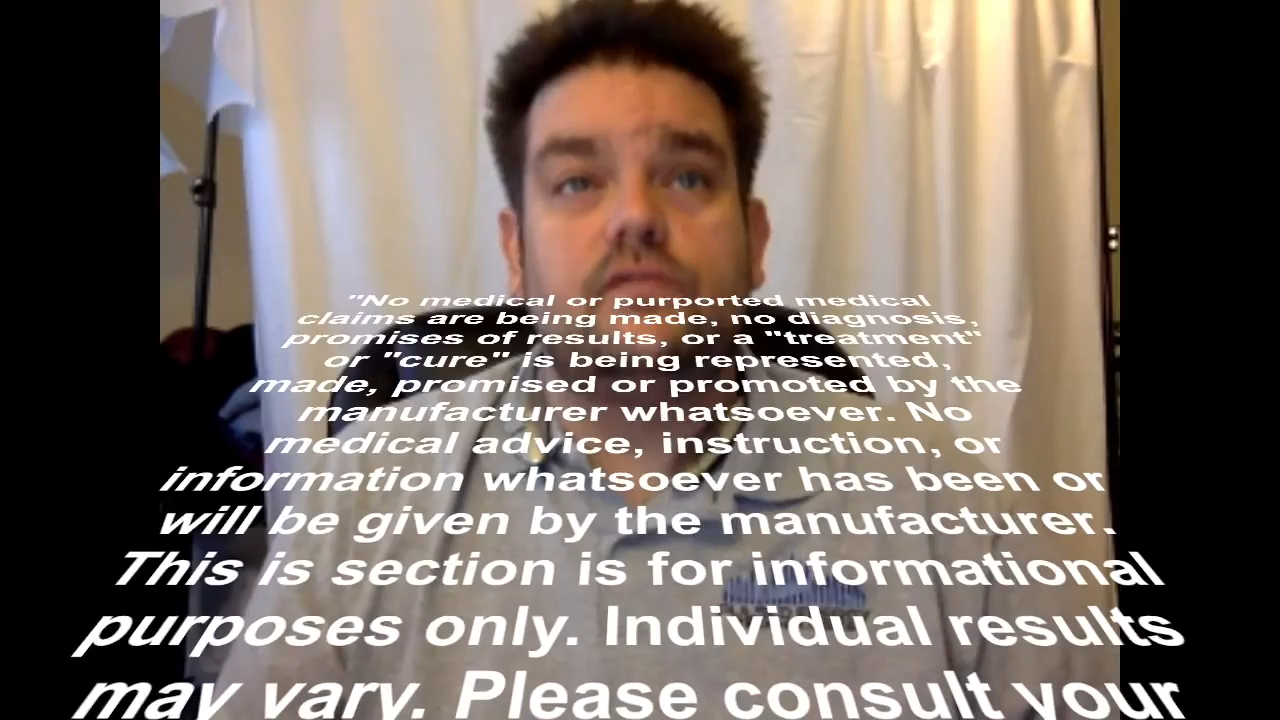 "No medical or purported medical
claims are being made, no diagnosis,
promises of results, or a "treatment"
or "cure" is being represented,
made, promised or promoted by the
manufacturer whatsoever. No
medical advice, instruction, or
information whatsoever has been or
will be given by the manufacturer.
This is section is for informational
purposes only. Individual results
may vary. Please consult your